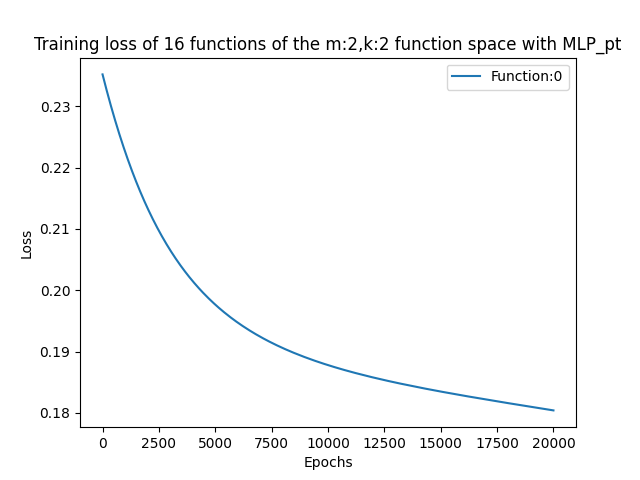 Training loss of 16 functions of the m:2,k:2 function space with MLP_pt
Function:0
Loss
0.23
0.22
0.21
0.20
0.19
0.18
0 2500 5000 7500 10000 12500 15000 17500 20000
Epochs